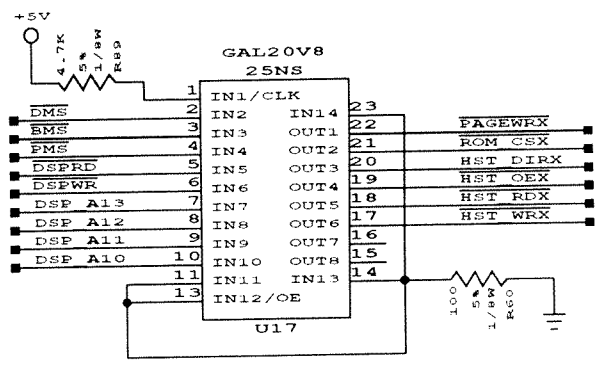 +5V
4.7K
5%
1/8W
R89
GAL20V8
25NS
1 IN1/CLK
DMS 2 IN2 IN14 23
BMS 3 IN3 OUT1 22 PAGEWRX
PMS 4 IN4 OUT2 21 ROM CSX
DSPRD 5 IN5 OUT3 20 HST DIRX
DSPWR 6 IN6 OUT4 19 HST OEX
DSP A13 7 IN7 OUT5 18 HST RDX
DSP A12 8 IN8 OUT6 17 HST WRX
DSP A11 9 IN9 OUT7 16
DSP A10 10 IN10 OUT8 15
11 IN11 IN13 14
13 IN12/OE
U17
100
5%
1/8W
R60